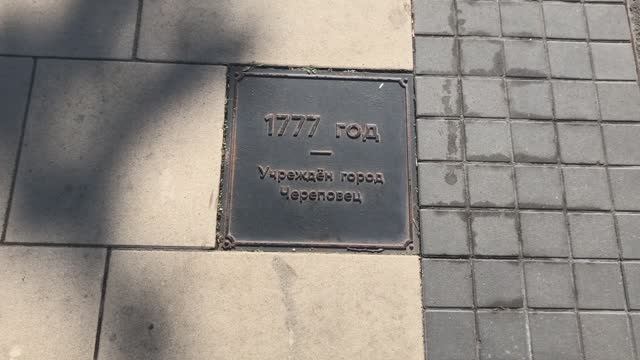 1777 год
—
Учреждён город
Череповец